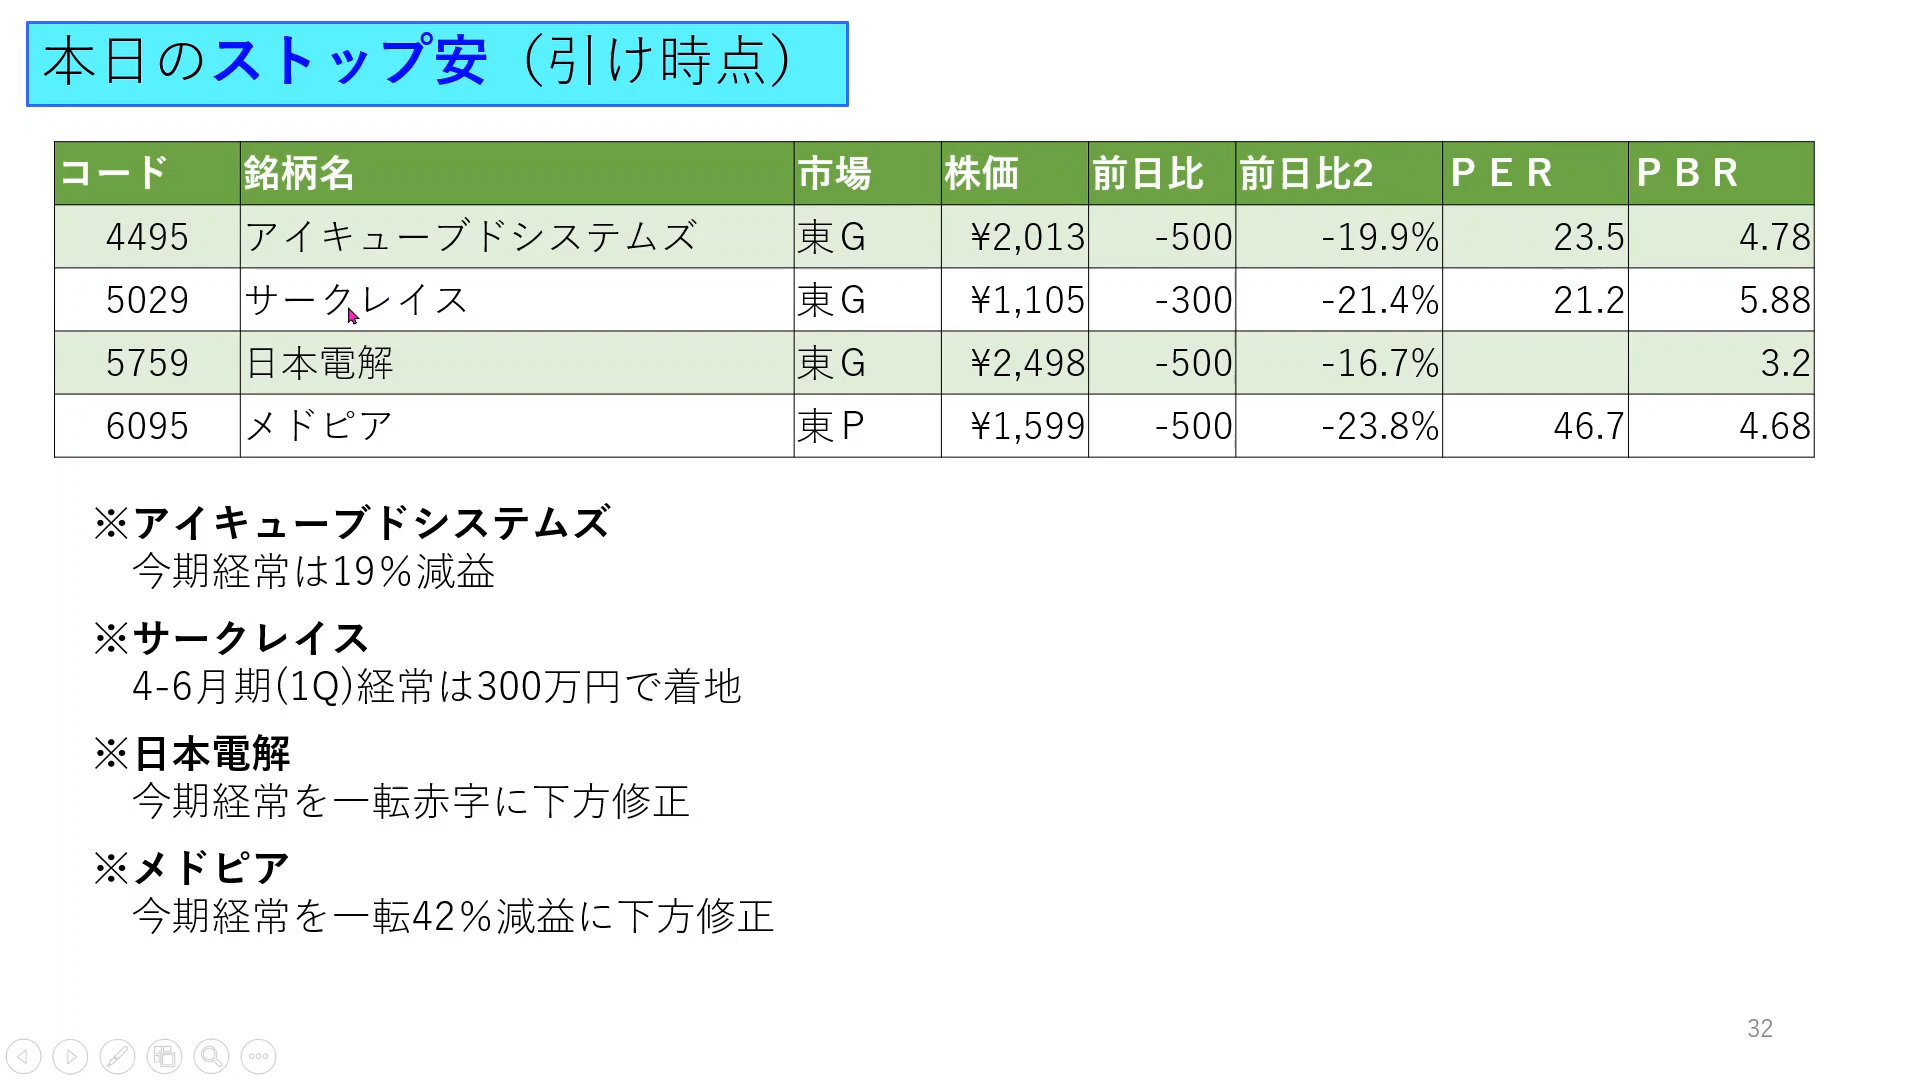 本日のストップ安（引け時点）
コード 銘柄名 市場 株価 前日比 前日比2 ＰＥＲ ＰＢＲ
4495 アイキューブドシステムズ 東Ｇ ¥2,013 -500 -19.9% 23.5 4.78
5029 サークレイス 東Ｇ ¥1,105 -300 -21.4% 21.2 5.88
5759 日本電解 東Ｇ ¥2,498 -500 -16.7% 3.2
6095 メドピア 東Ｐ ¥1,599 -500 -23.8% 46.7 4.68
※アイキューブドシステムズ
今期経常は19％減益
※サークレイス
4-6月期(1Q)経常は300万円で着地
※日本電解
今期経常を一転赤字に下方修正
※メドピア
今期経常を一転42％減益に下方修正
32